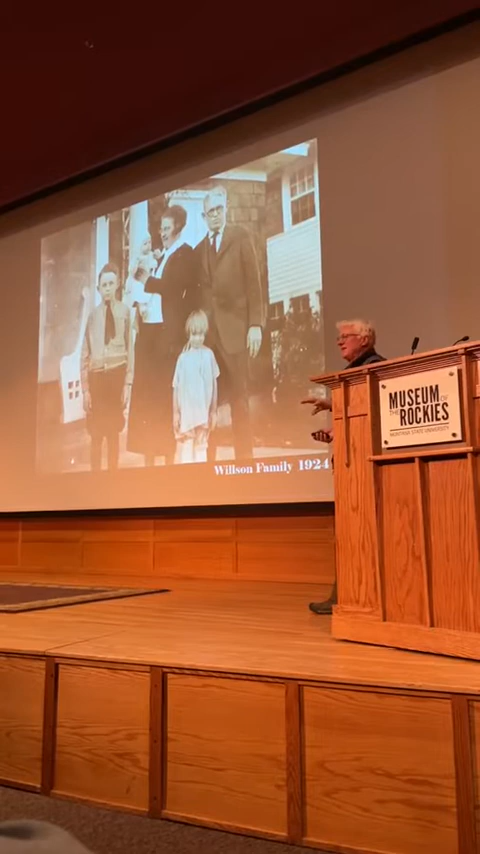 Willson Family 1924
MUSEUM OF
THE ROCKIES
MONTANA STATE UNIVERSITY